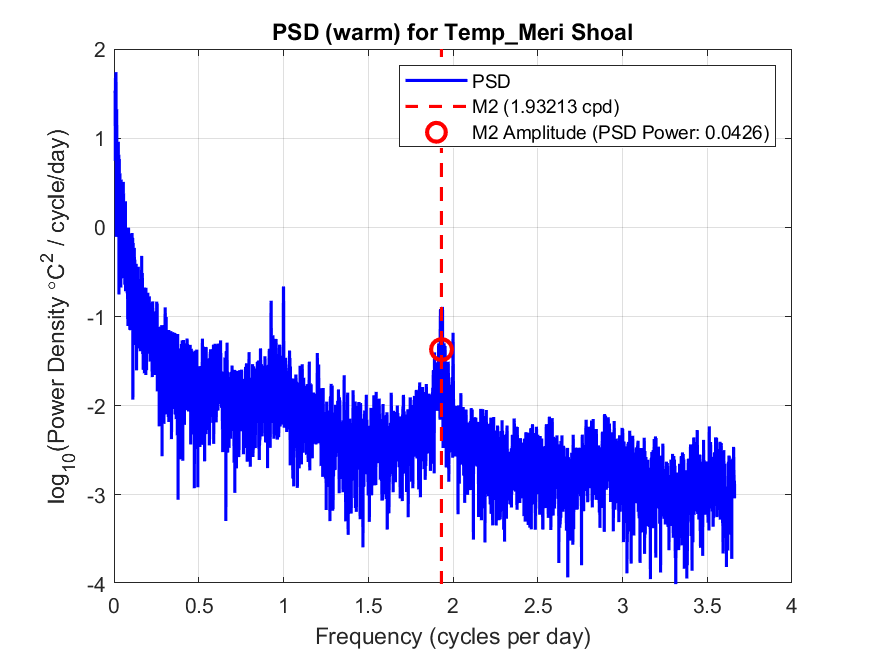 PSD (warm) for Temp_Meri Shoal
PSD
M2 (1.93213 cpd)
M2 Amplitude (PSD Power: 0.0426)
log10(Power Density °C2 / cycle/day)
2
1
0
-1
-2
-3
-4
0 0.5 1 1.5 2 2.5 3 3.5 4
Frequency (cycles per day)